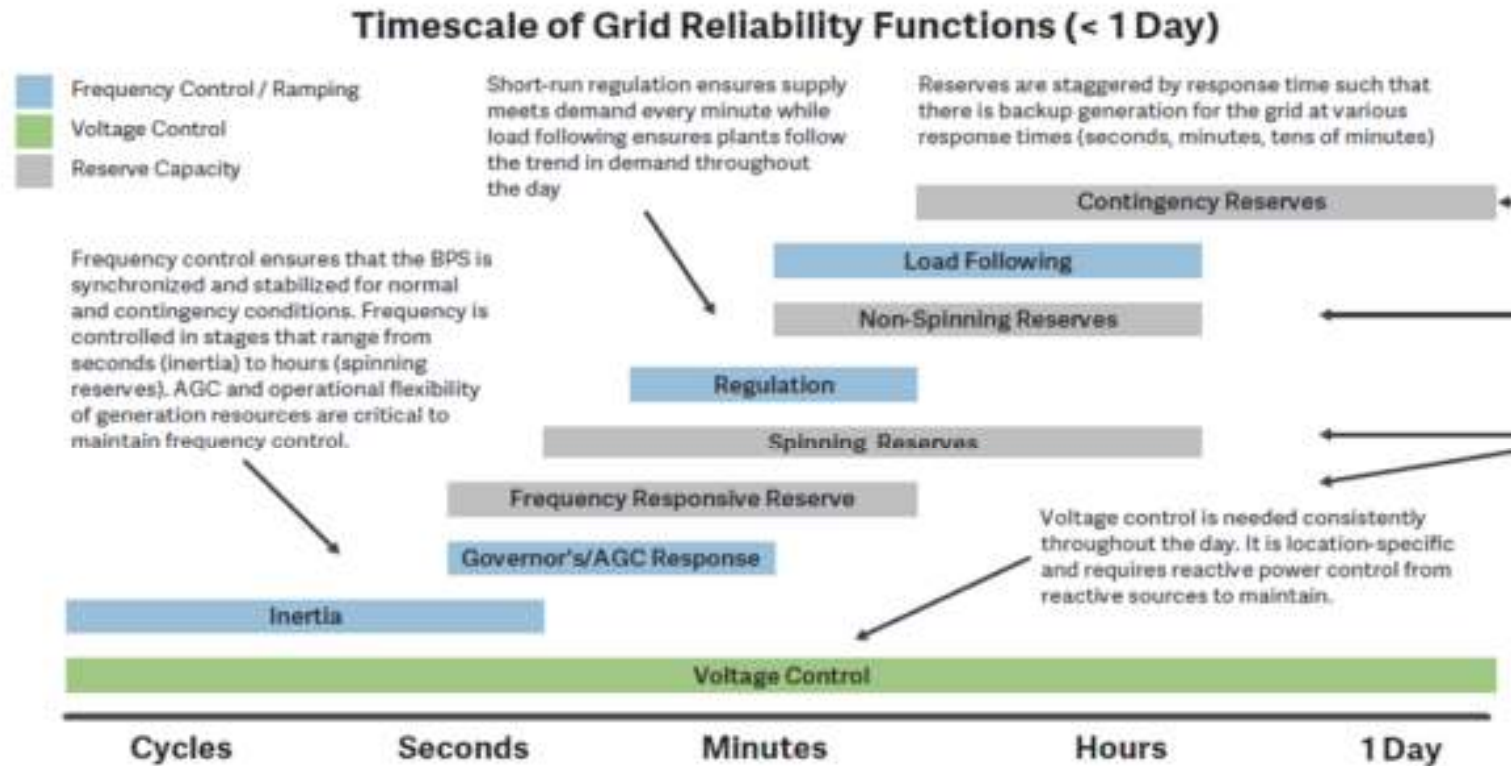 Timescale of Grid Reliability Functions (< 1 Day)
Frequency Control / Ramping
Voltage Control
Reserve Capacity
Short-run regulation ensures supply
meets demand every minute while
load following ensures plants follow
the trend in demand throughout
the day
Reserves are staggered by response time such that
there is backup generation for the grid at various
response times (seconds, minutes, tens of minutes)
Contingency Reserves
Frequency control ensures that the BPS is
synchronized and stabilized for normal
and contingency conditions. Frequency is
controlled in stages that range from
seconds (inertia) to hours (spinning
reserves). AGC and operational flexibility
of generation resources are critical to
maintain frequency control.
Load Following
Non-Spinning Reserves
Regulation
Spinning Reserves
Frequency Responsive Reserve
Governor's/AGC Response
Voltage control is needed consistently
throughout the day. It is location-specific
and requires reactive power control from
reactive sources to maintain.
Inertia
Voltage Control
Cycles Seconds Minutes Hours 1 Day